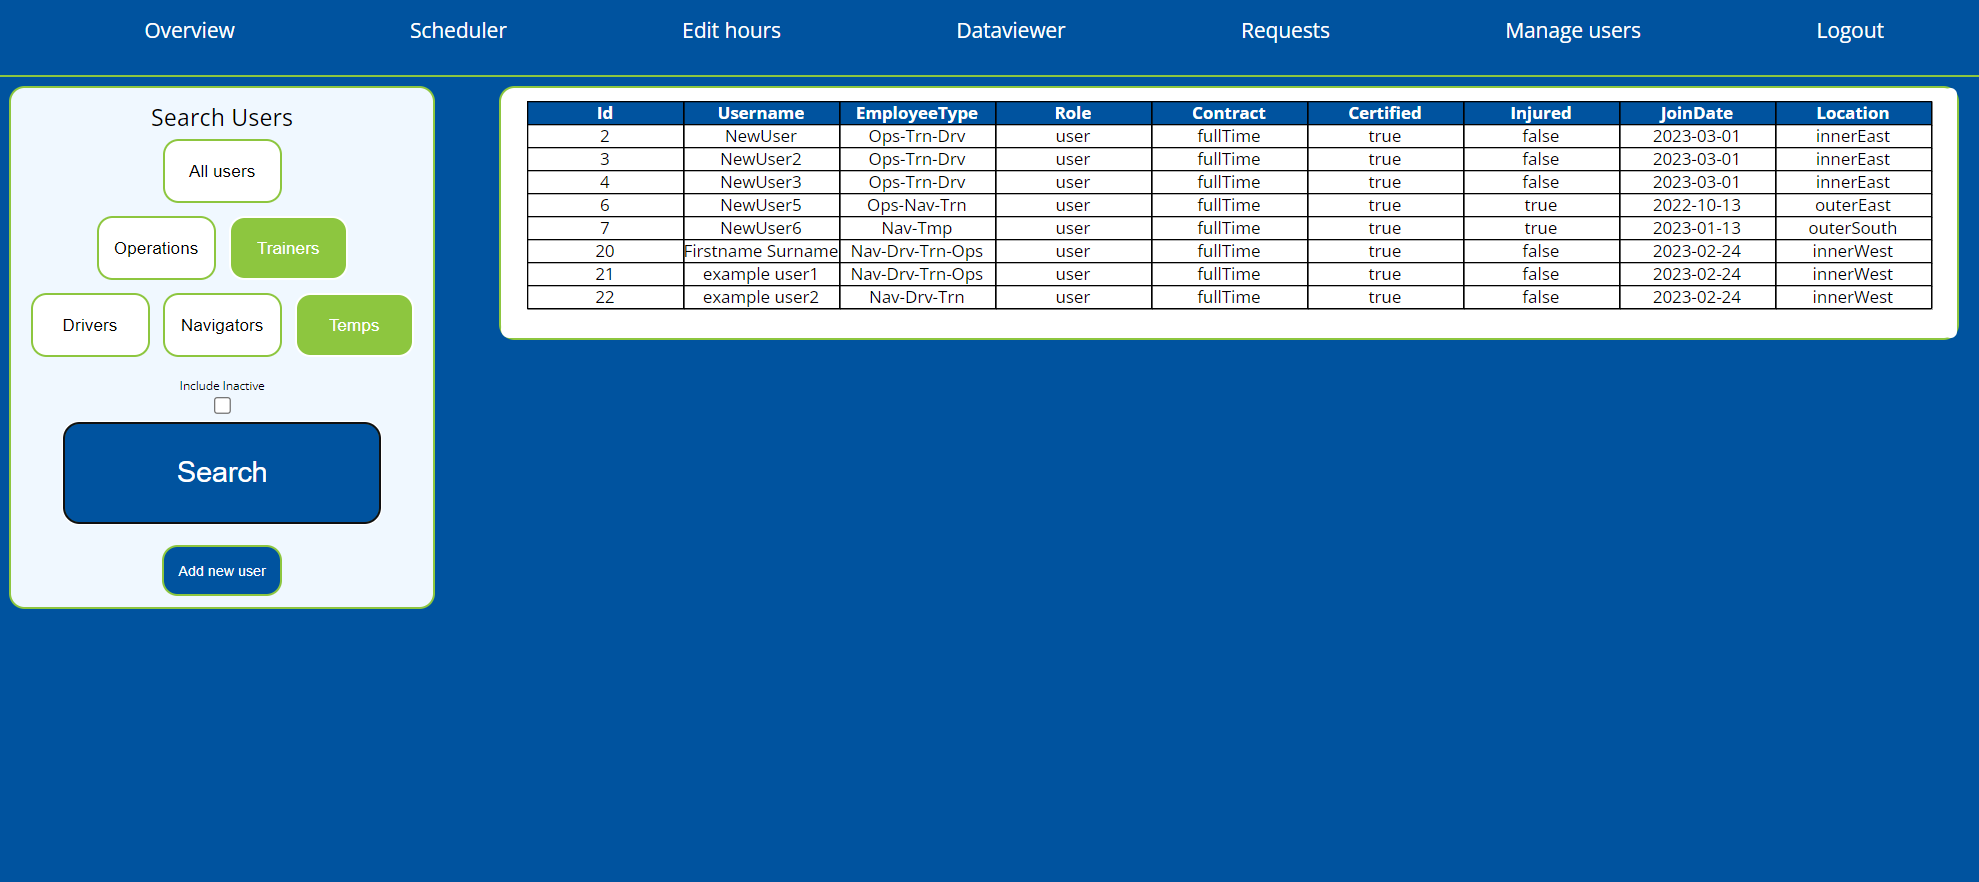 Overview Scheduler Edit hours Dataviewer Requests Manage users Logout
Search Users
All users
Operations Trainers
Drivers Navigators Temps
Include Inactive
Search
Add new user
Id Username EmployeeType Role Contract Certified Injured JoinDate Location
2 NewUser Ops-Trn-Drv user fullTime true false 2023-03-01 innerEast
3 NewUser2 Ops-Trn-Drv user fullTime true false 2023-03-01 innerEast
4 NewUser3 Ops-Trn-Drv user fullTime true false 2023-03-01 innerEast
6 NewUser5 Ops-Nav-Trn user fullTime true true 2022-10-13 outerEast
7 NewUser6 Nav-Tmp user fullTime true true 2023-01-13 outerSouth
20 Firstname Surname Nav-Drv-Trn-Ops user fullTime true false 2023-02-24 innerWest
21 example user1 Nav-Drv-Trn-Ops user fullTime true false 2023-02-24 innerWest
22 example user2 Nav-Drv-Trn user fullTime true false 2023-02-24 innerWest